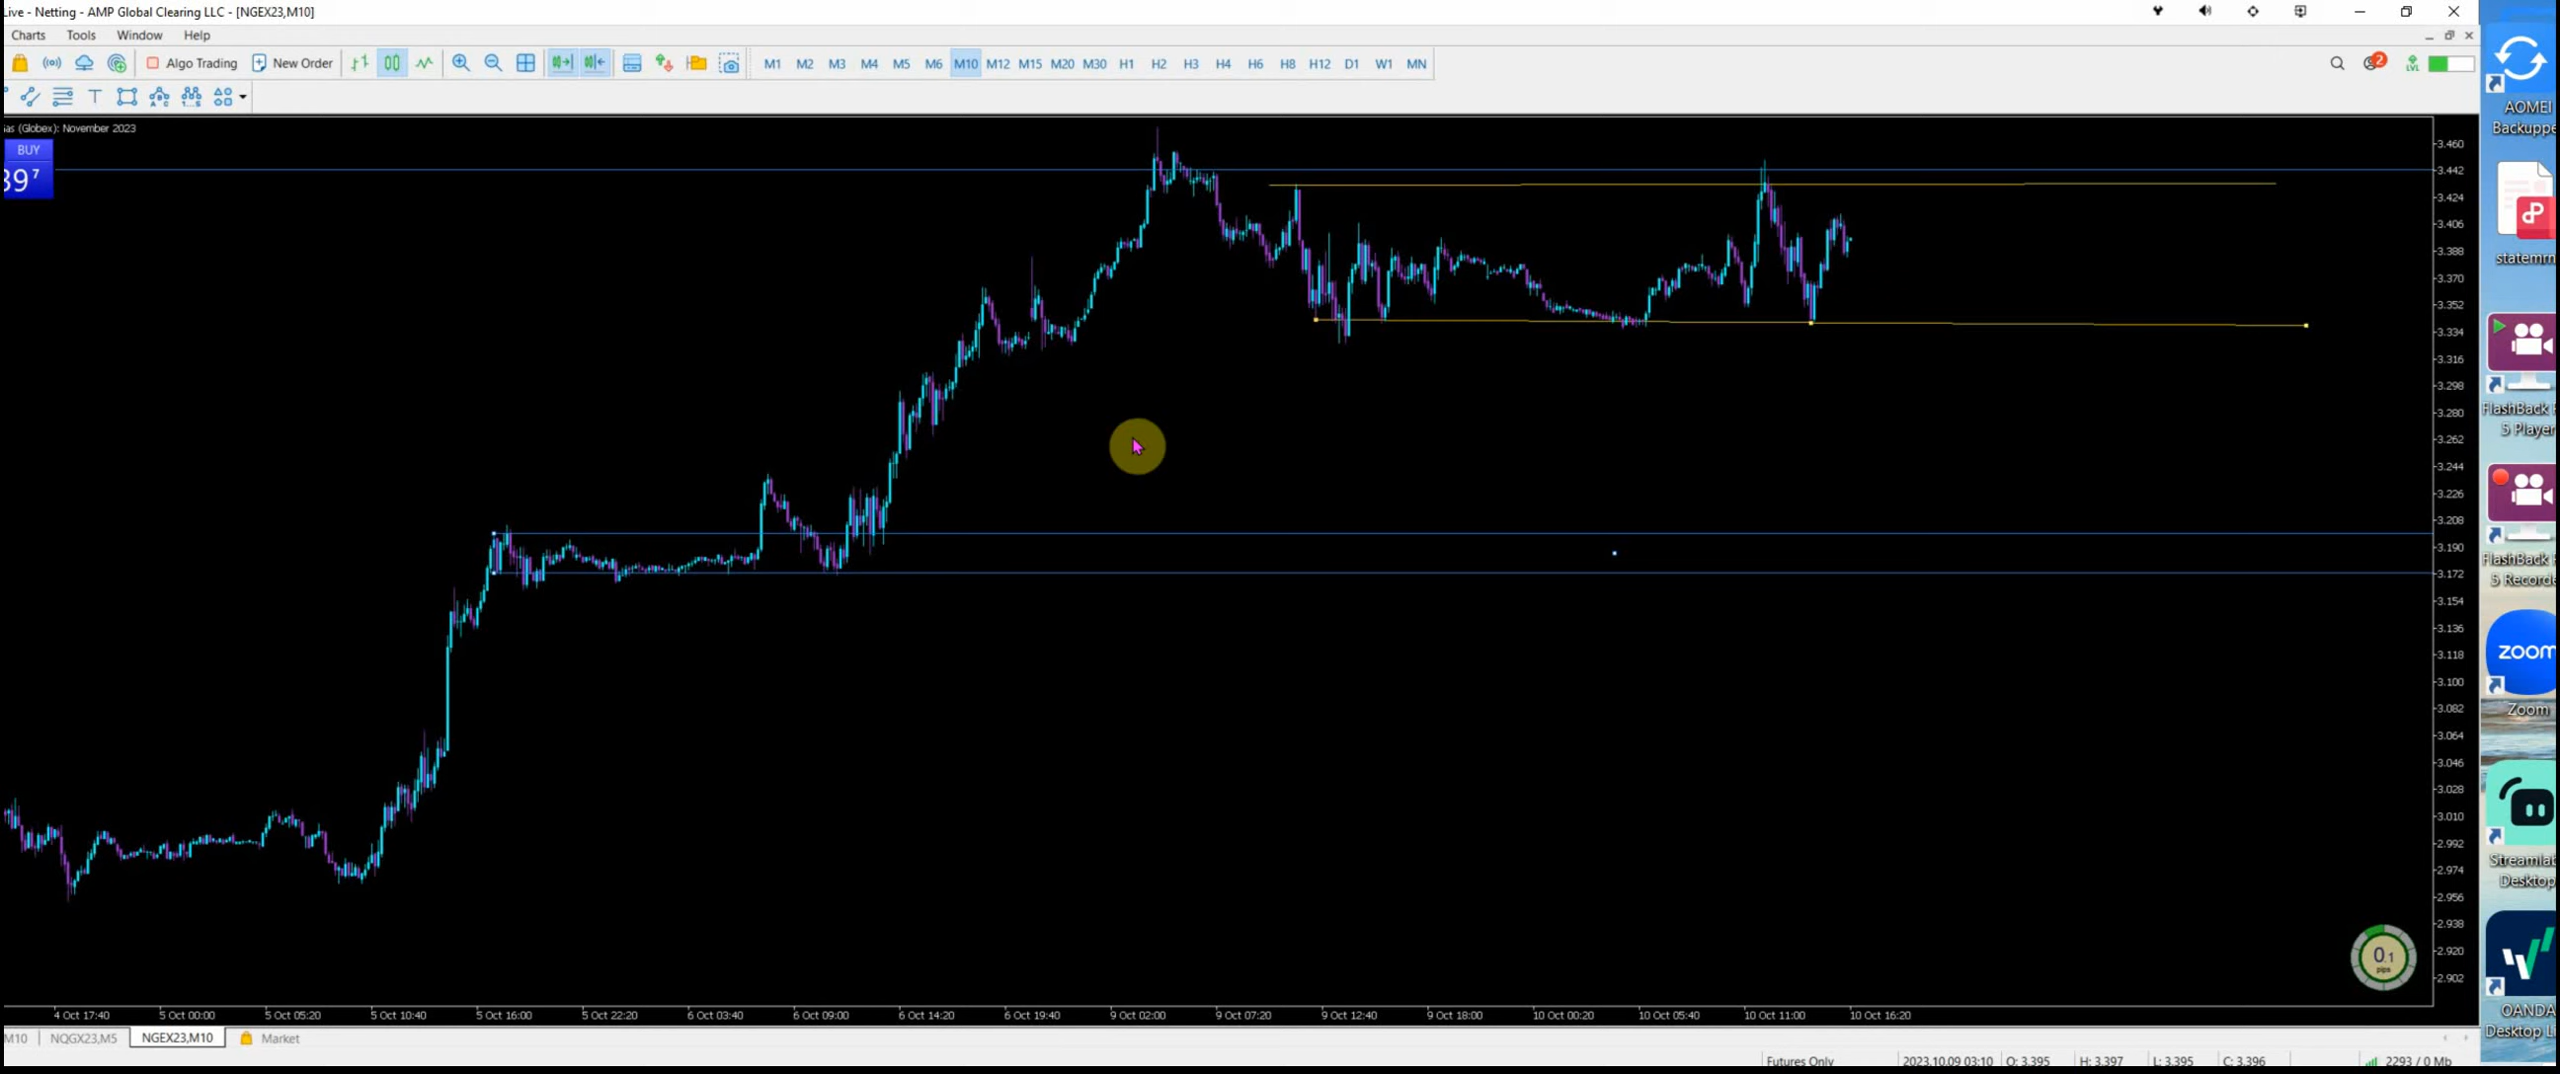 Live - Netting - AMP Global Clearing LLC - [NGEX23,M10]
Charts Tools Window Help
Algo Trading New Order M1 M2 M3 M4 M5 M6 M10 M12 M15 M20 M30 H1 H2 H3 H4 H6 H8 H12 D1 W1 MN 2 LVL
T
Gas (Globex): November 2023
BUY
39⁷
3.460
3.442
3.424
3.406
3.388
3.370
3.352
3.334
3.316
3.298
3.280
3.262
3.244
3.226
3.208
3.190
3.172
3.154
3.136
3.118
3.100
3.082
3.064
3.046
3.028
3.010
2.992
2.974
2.956
2.938
2.920
2.902
0.1
pips
4 Oct 17:40 5 Oct 00:00 5 Oct 05:20 5 Oct 10:40 5 Oct 16:00 5 Oct 22:20 6 Oct 03:40 6 Oct 09:00 6 Oct 14:20 6 Oct 19:40 9 Oct 02:00 9 Oct 07:20 9 Oct 12:40 9 Oct 18:00 10 Oct 00:20 10 Oct 05:40 10 Oct 11:00 10 Oct 16:20
M10 NQGX23,M5 NGEX23,M10 Market
Futures Only 2023.10.09 03:10 O: 3.395 H: 3.397 L: 3.395 C: 3.396 2293 / 0 Mb
AOMEI
Backuppe
statemn
FlashBack
5 Player
FlashBack
5 Recorde
zoom
Zoom
Streamlab
Desktop
OANDA
Desktop